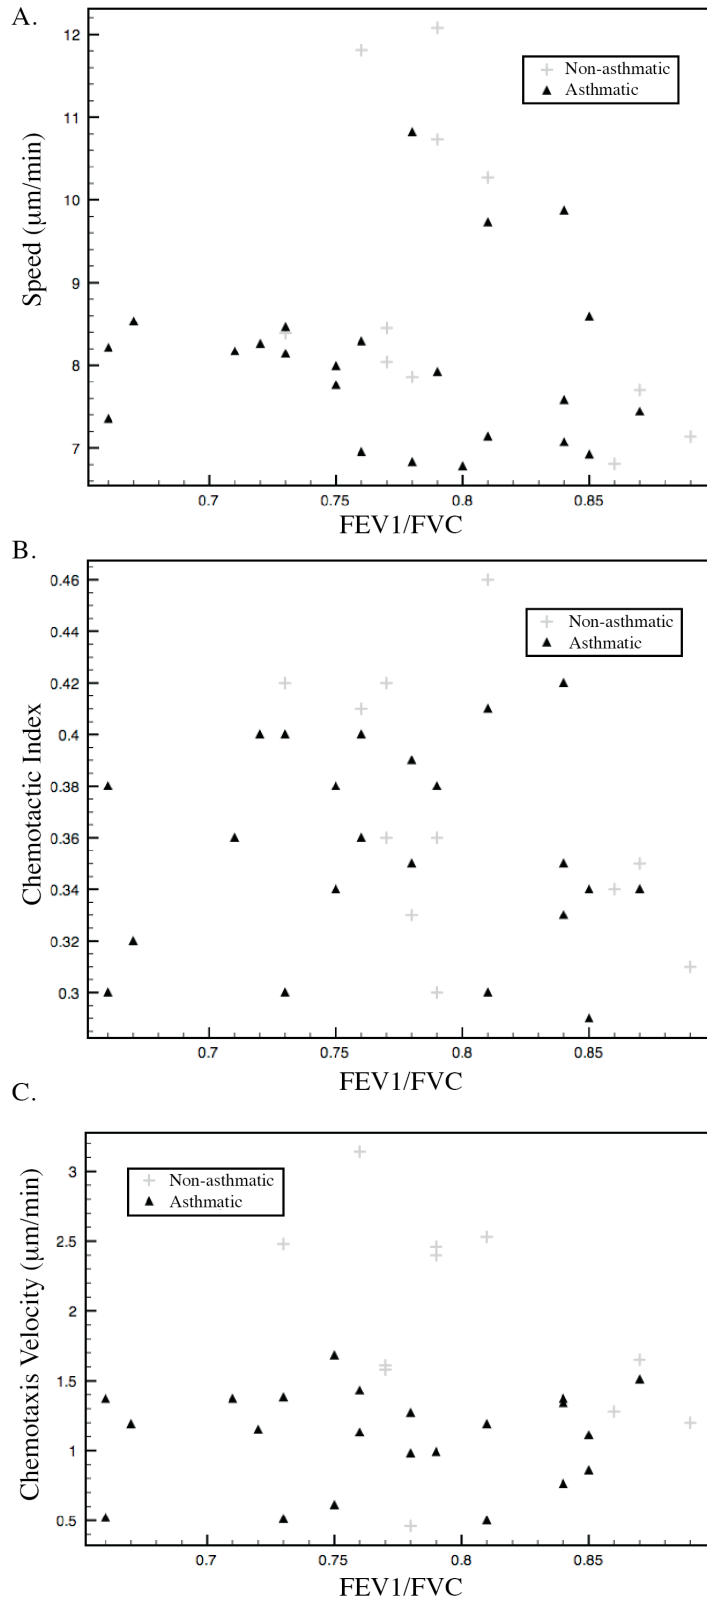 A.
12
11
10
9
8
7
Speed (μm/min)
Non-asthmatic
Asthmatic
0.7
0.75
0.8
0.85
FEV1/FVC
B.
0.46
0.44
0.42
0.4
0.38
0.36
0.34
0.32
0.3
Chemotactic Index
Non-asthmatic
Asthmatic
0.7
0.75
0.8
0.85
FEV1/FVC
C.
3
2.5
2
1.5
1
0.5
Chemotaxis Velocity (μm/min)
Non-asthmatic
Asthmatic
0.7
0.75
0.8
0.85
FEV1/FVC